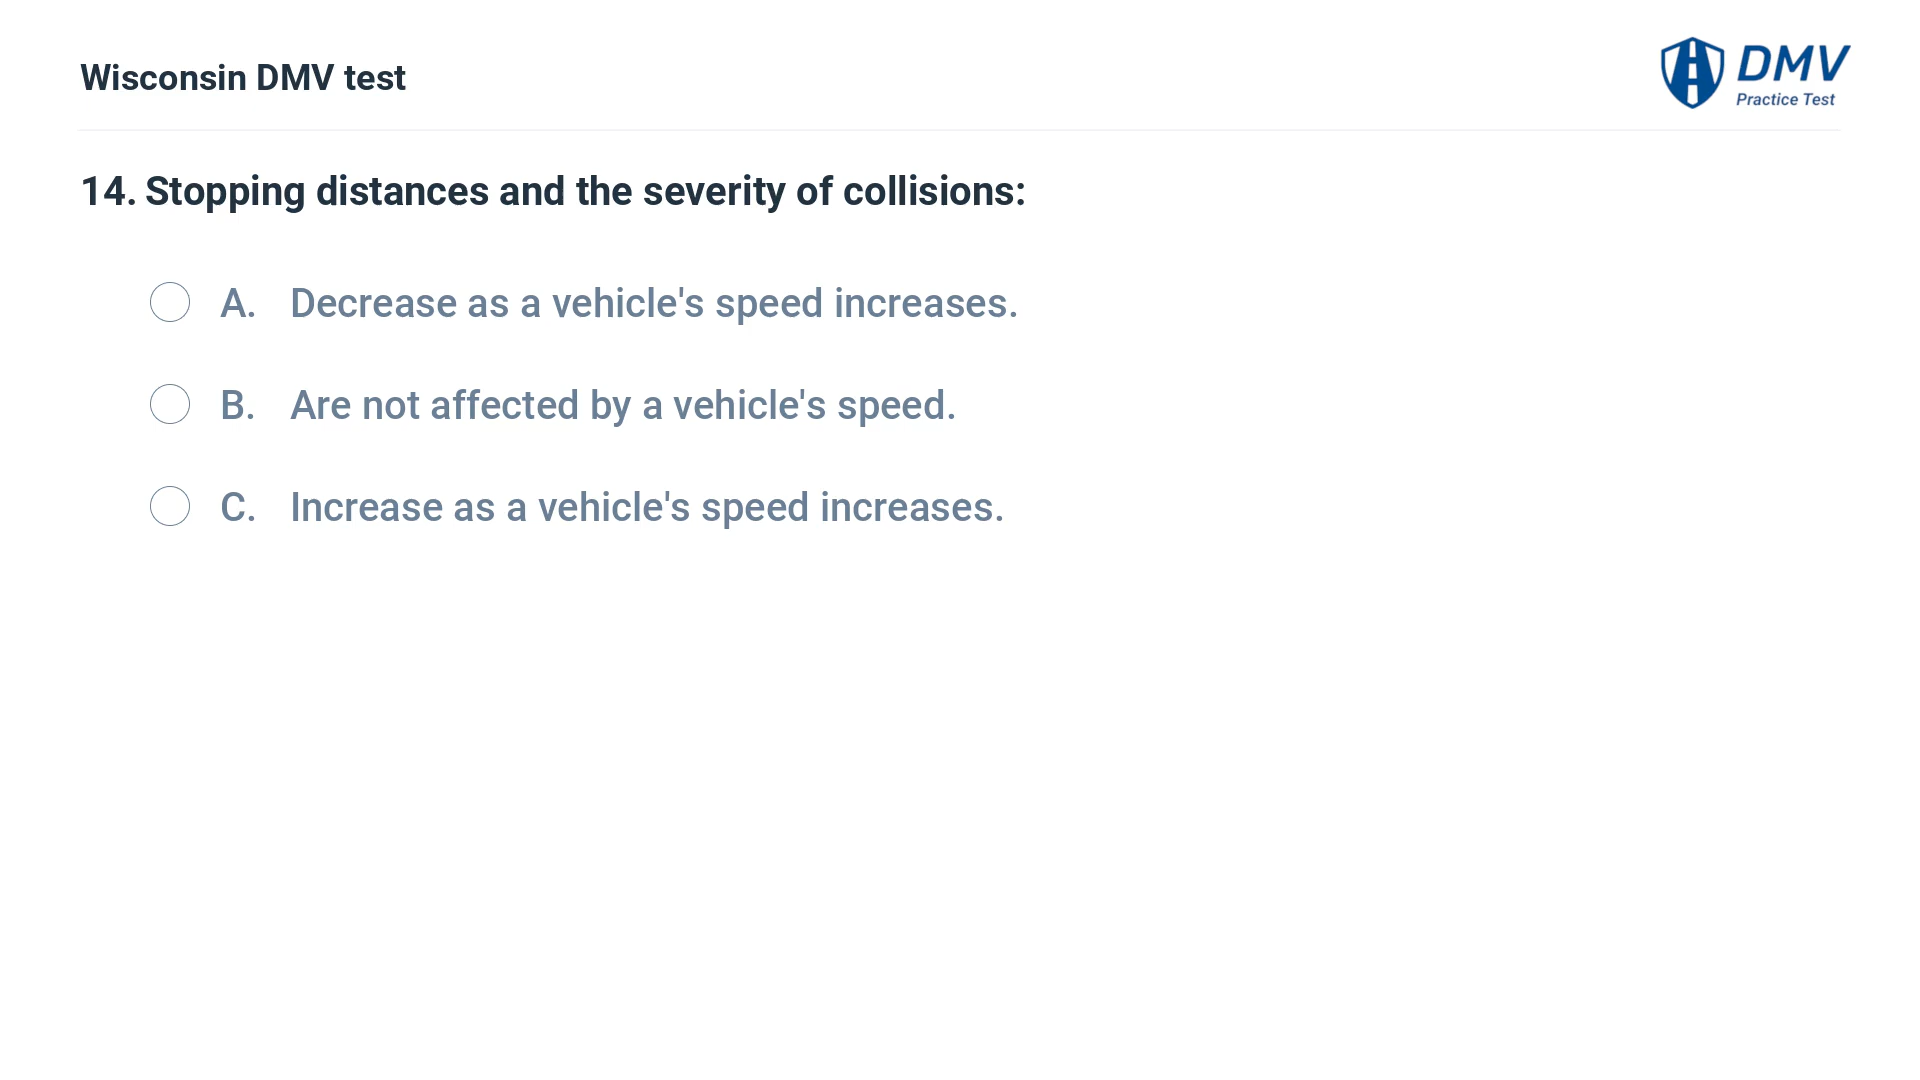 Wisconsin DMV test
DMV
Practice Test
14. Stopping distances and the severity of collisions:
A. Decrease as a vehicle's speed increases.
B. Are not affected by a vehicle's speed.
C. Increase as a vehicle's speed increases.